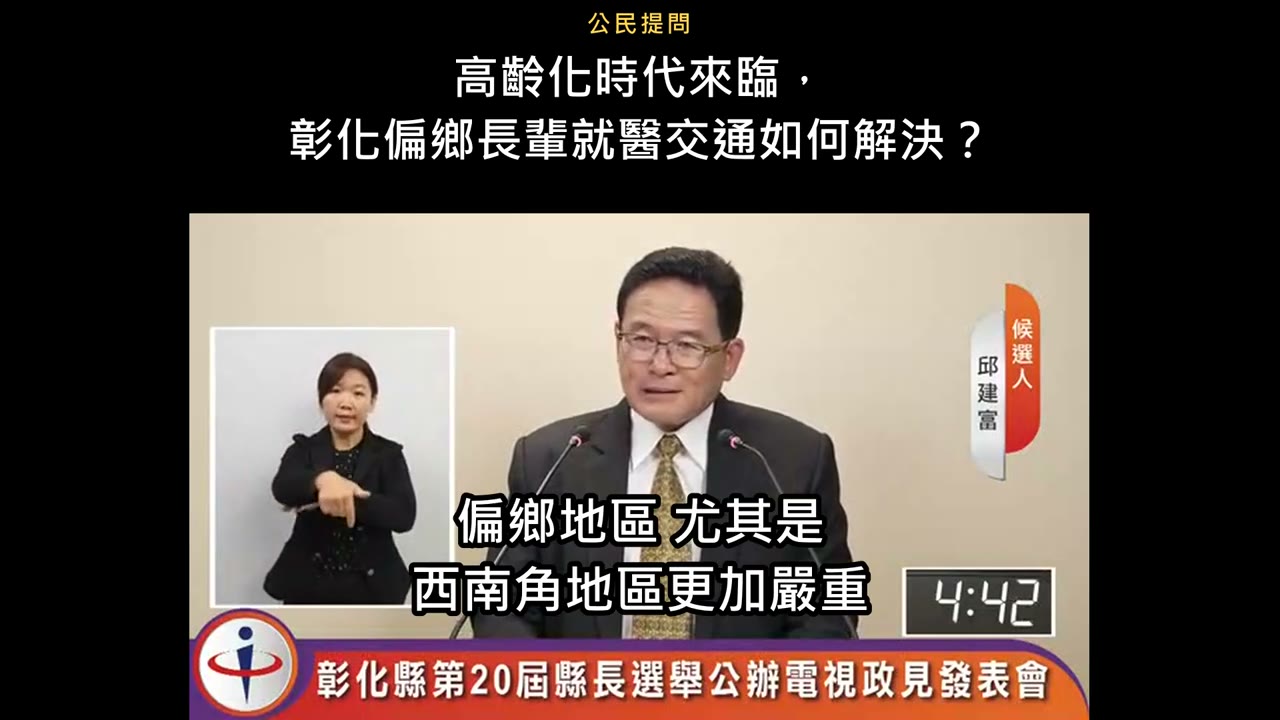 公民提問
高齡化時代來臨，
彰化偏鄉長輩就醫交通如何解決？
候選人
邱建富
偏鄉地區 尤其是
西南角地區更加嚴重
4:42
彰化縣第20屆縣長選舉公辦電視政見發表會